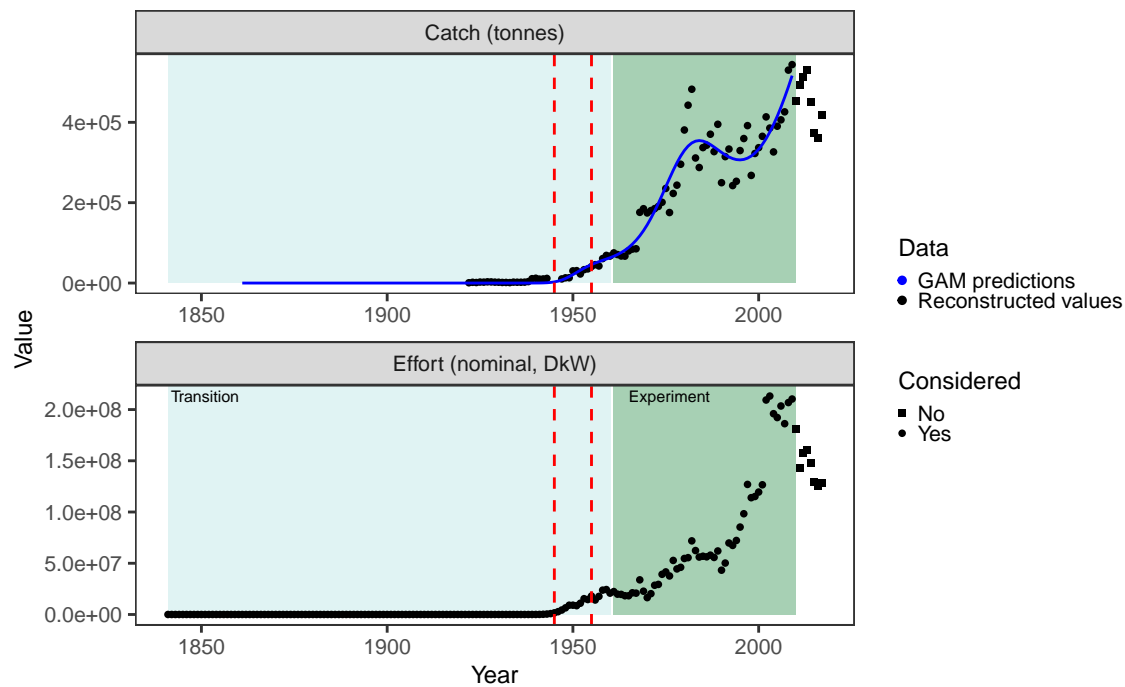 Catch (tonnes)
4e+05
2e+05
0e+00
1850 1900 1950 2000
Value
Effort (nominal, DkW)
Transition Experiment
2.0e+08
1.5e+08
1.0e+08
5.0e+07
0.0e+00
1850 1900 1950 2000
Year
Data
GAM predictions
Reconstructed values
Considered
No
Yes